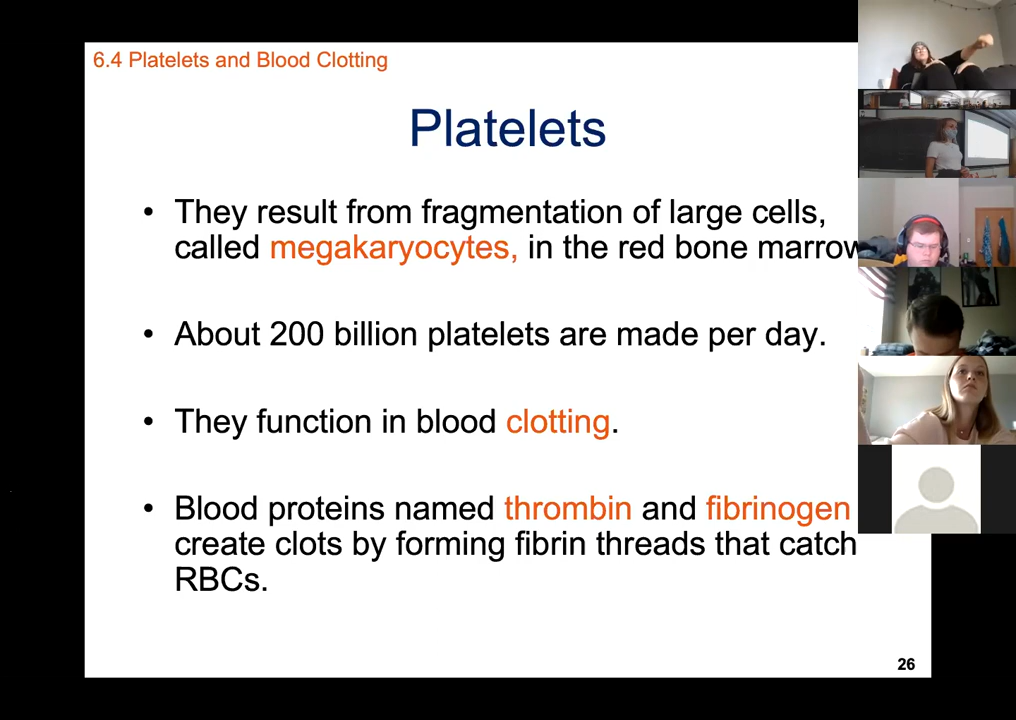 6.4 Platelets and Blood Clotting
Platelets
• They result from fragmentation of large cells,
called megakaryocytes, in the red bone marrow
• About 200 billion platelets are made per day.
• They function in blood clotting.
• Blood proteins named thrombin and fibrinogen
create clots by forming fibrin threads that catch
RBCs.
26